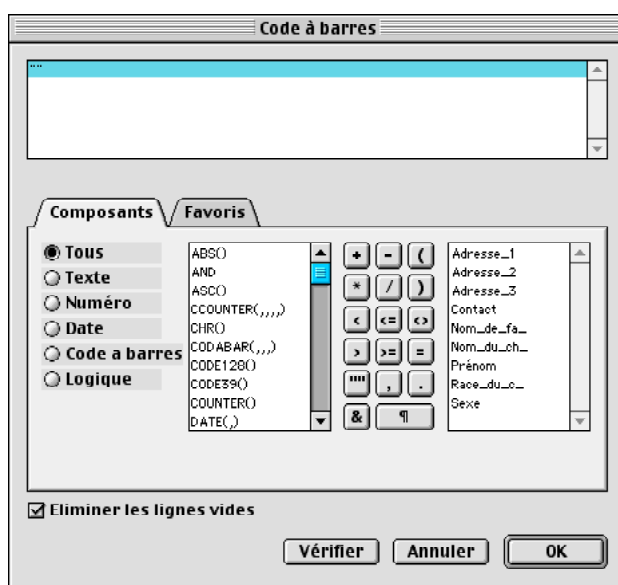 Code à barres
""
Composants Favoris
Tous
Texte
Numéro
Date
Code a barres
Logique
ABS()
AND
ASC()
CCOUNTER(,,,,)
CHR()
CODABAR(,,,)
CODE128()
CODE39()
COUNTER()
DATE(,)
+ - (
* / )
< <= <>
> >= =
"" , .
& ¶
Adresse_1
Adresse_2
Adresse_3
Contact
Nom_de_fa_
Nom_du_ch_
Prénom
Race_du_c_
Sexe
Eliminer les lignes vides
Vérifier Annuler OK